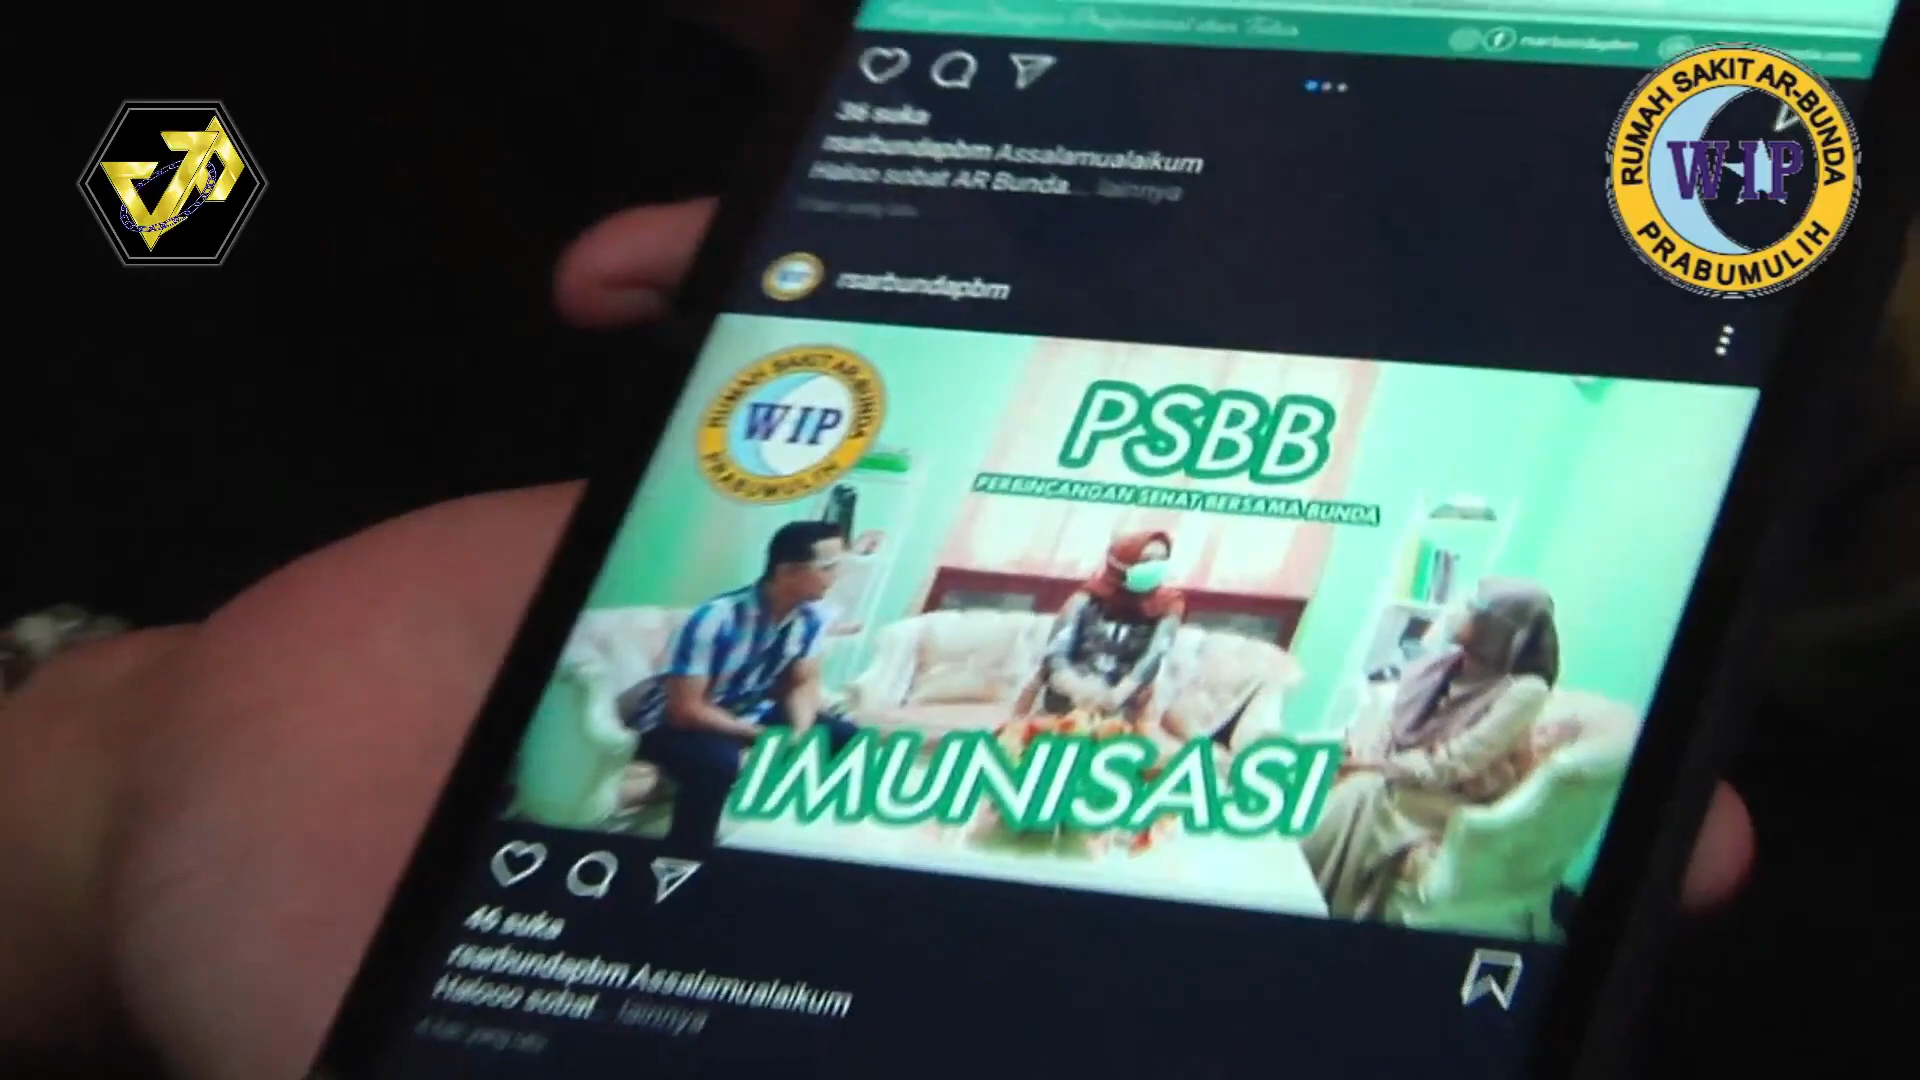 RUMAH SAKIT AR-BUNDA
WIP
PRABUMULIH
36 suka
rsarbundapbm Assalamualaikum
Haloo sobat AR Bunda... lainnya
rsarbundapbm
RUMAH SAKIT AR-BUNDA
WIP
PRABUMULIH
PSBB
PERBINCANGAN SEHAT BERSAMA BUNDA
IMUNISASI
46 suka
rsarbundapbm Assalamualaikum
Halooo sobat... lainnya